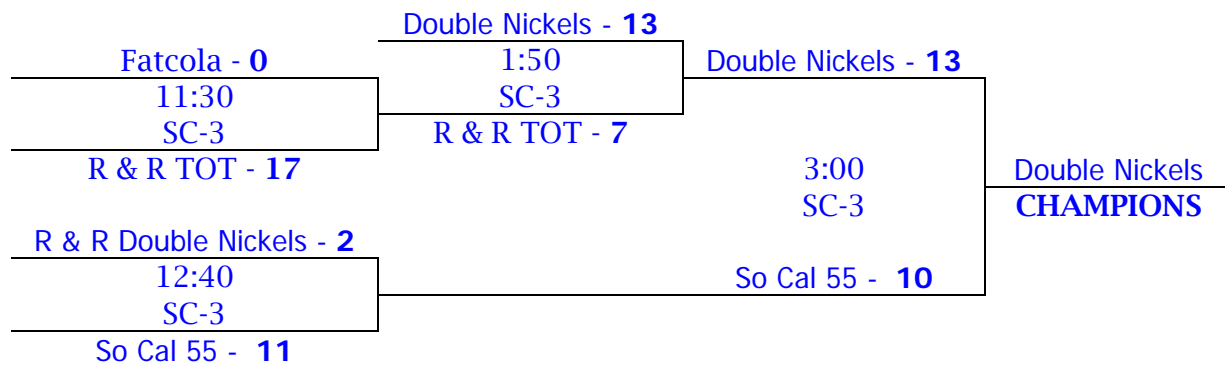 Double Nickels - 13
Fatcola - 0
1:50
Double Nickels - 13
11:30
SC-3
SC-3
R & R TOT - 7
R & R TOT - 17
3:00
Double Nickels
SC-3
CHAMPIONS
R & R Double Nickels - 2
12:40
So Cal 55 - 10
SC-3
So Cal 55 - 11